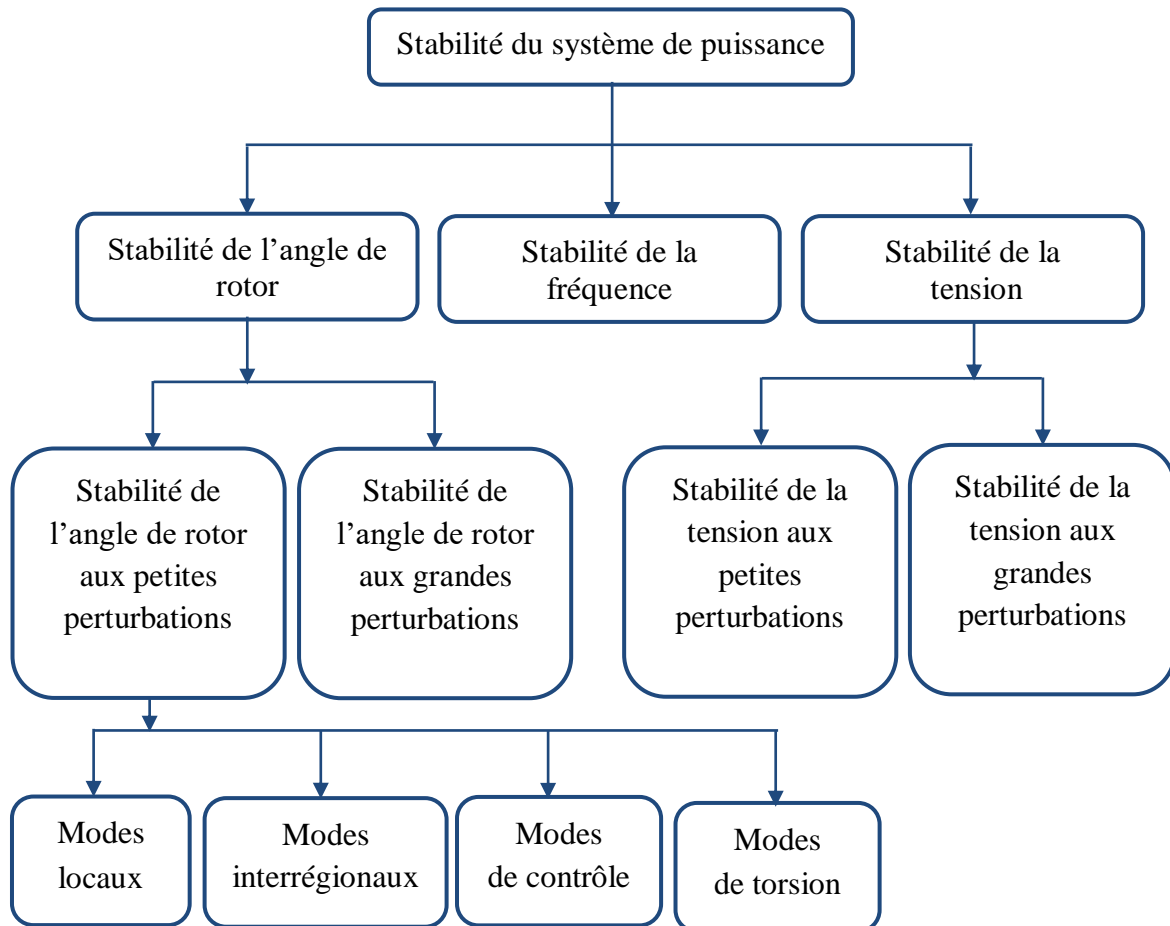 Stabilité du système de puissance
Stabilité de l’angle de
rotor
Stabilité de la
fréquence
Stabilité de la
tension
Stabilité de
l’angle de rotor
aux petites
perturbations
Stabilité de
l’angle de rotor
aux grandes
perturbations
Stabilité de la
tension aux
petites
perturbations
Stabilité de la
tension aux
grandes
perturbations
Modes
locaux
Modes
interrégionaux
Modes
de contrôle
Modes
de torsion